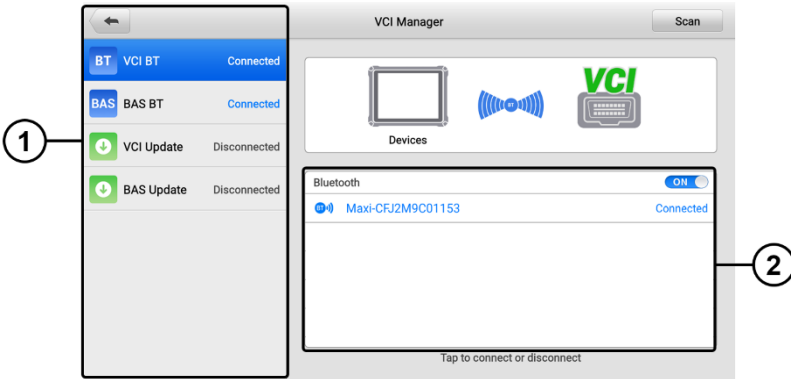 VCI Manager
Scan
BT VCI BT Connected
BAS BAS BT Connected
VCI Update Disconnected
BAS Update Disconnected
1
BT
VCI
Devices
Bluetooth ON
BT Maxi-CFJ2M9C01153 Connected
2
Tap to connect or disconnect